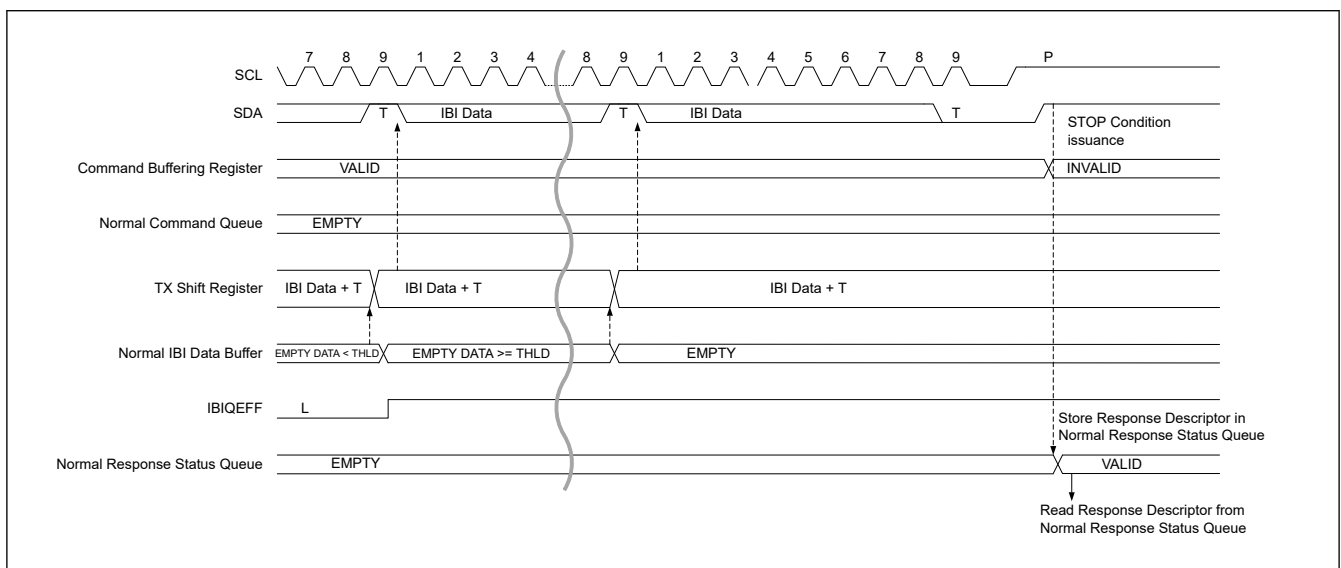 7 8 9 1 2 3 4 8 9 1 2 3 4 5 6 7 8 9 P
SCL
SDA T IBI Data T IBI Data T
STOP Condition
issuance
Command Buffering Register VALID INVALID
Normal Command Queue EMPTY
TX Shift Register IBI Data + T IBI Data + T IBI Data + T
Normal IBI Data Buffer EMPTY DATA < THLD EMPTY DATA >= THLD EMPTY
IBIQEFF L
Store Response Descriptor in
Normal Response Status Queue
Normal Response Status Queue EMPTY VALID
Read Response Descriptor from
Normal Response Status Queue